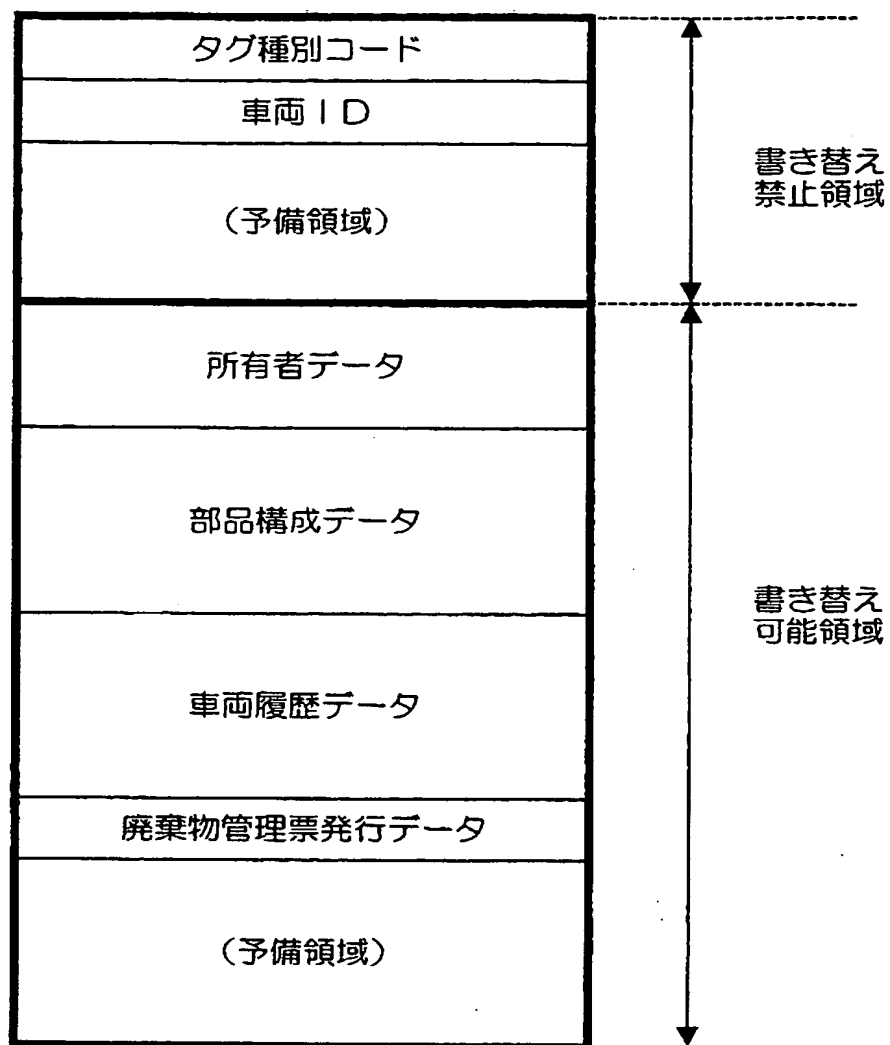 タグ種別コード
車両ID
(予備領域)
書き替え
禁止領域
所有者データ
部品構成データ
車両履歴データ
廃棄物管理票発行データ
(予備領域)
書き替え
可能領域